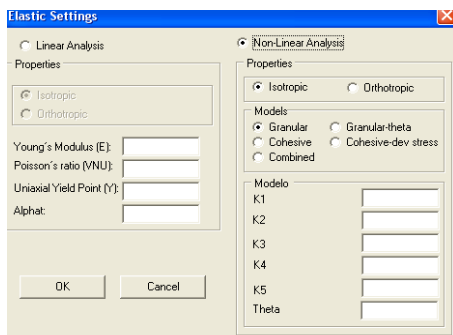 Elastic Settings
Linear Analysis
Properties
Isotropic
Orthotropic
Young´s Modulus (E):
Poisson´s ratio (VNU):
Uniaxial Yield Point (Y):
Alphat:
OK
Cancel
Non-Linear Analysis
Properties
Isotropic
Orthotropic
Models
Granular
Granular-theta
Cohesive
Cohesive-dev stress
Combined
Modelo
K1
K2
K3
K4
K5
Theta